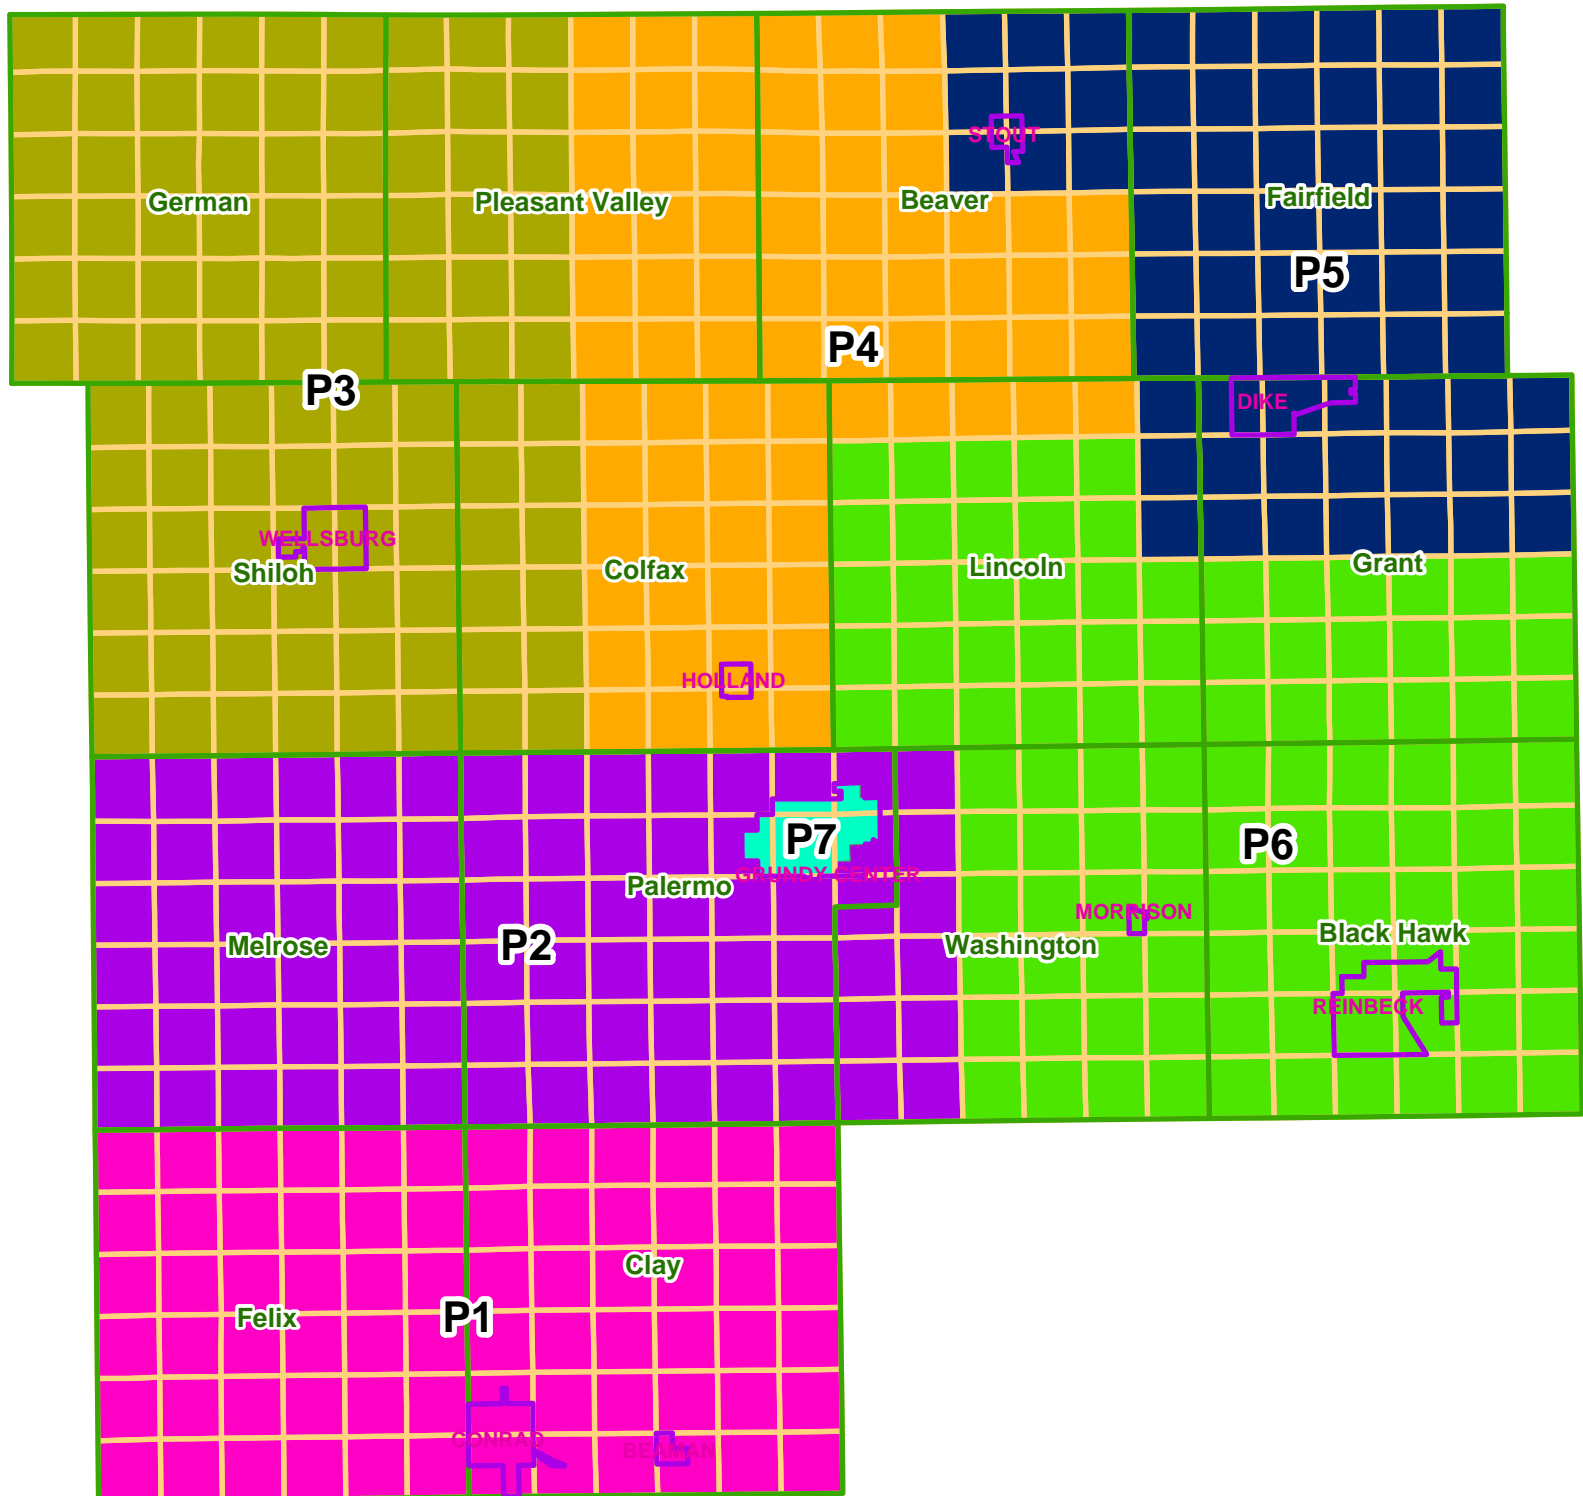 STOUT
German
Pleasant Valley
Beaver
Fairfield
P5
P4
P3
DIKE
WELLSBURG
Shiloh
Colfax
Lincoln
Grant
HOLLAND
P7
P6
GRUNDY CENTER
Palermo
MORRISON
Melrose
P2
Washington
Black Hawk
REINBECK
Clay
Felix
P1
CONRAD
BEAMAN